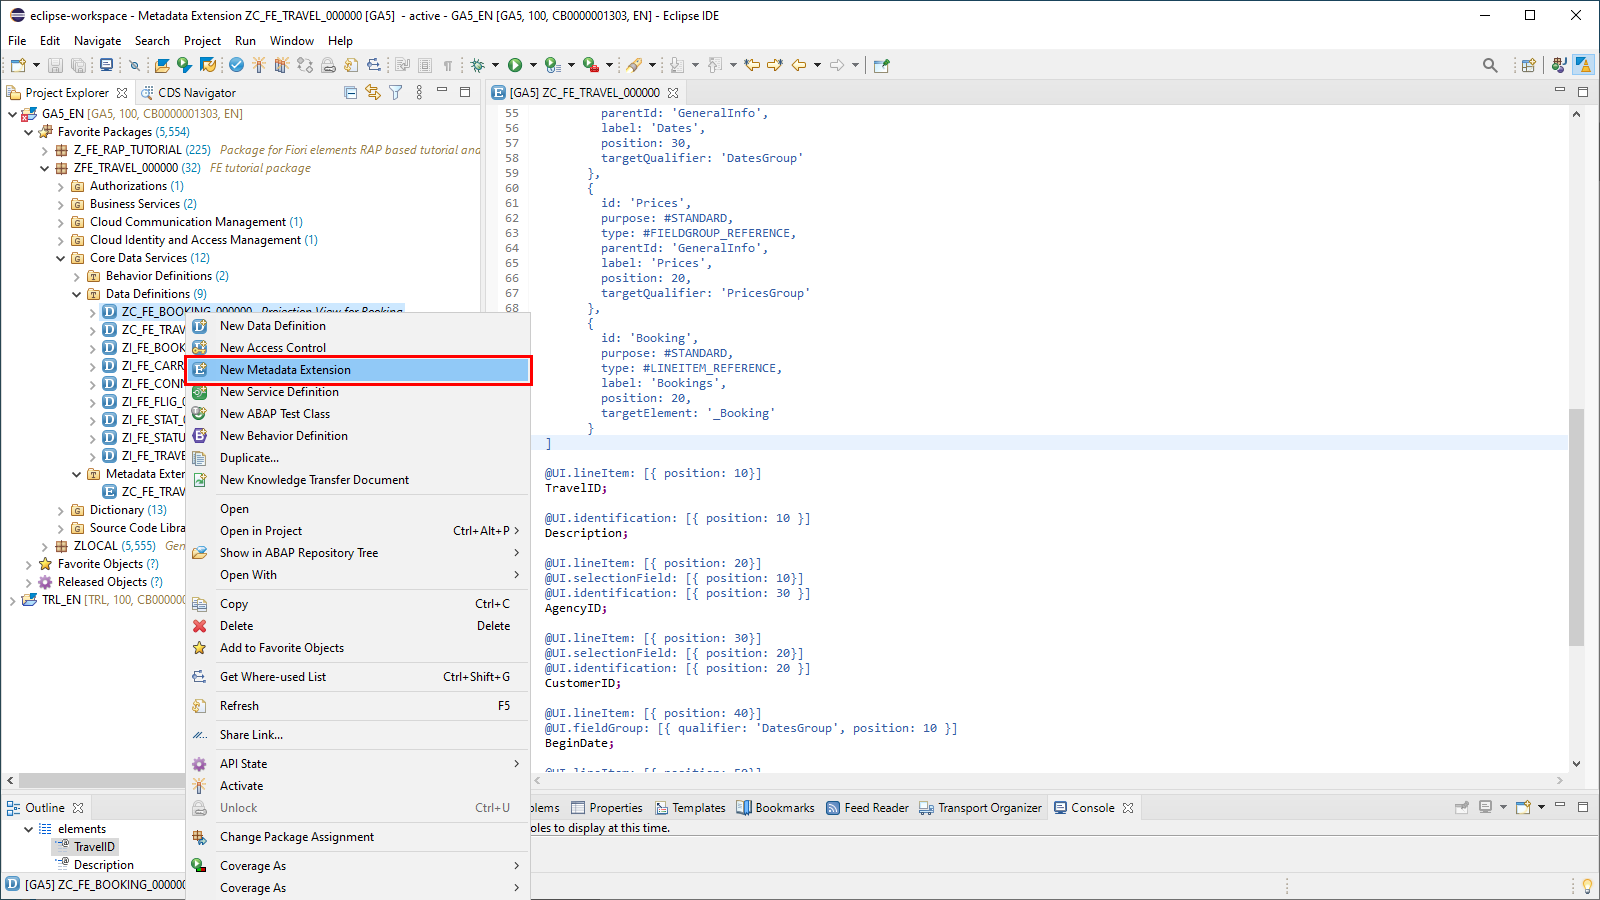 eclipse-workspace - Metadata Extension ZC_FE_TRAVEL_000000 [GA5] - active - GA5_EN [GA5, 100, CB0000001303, EN] - Eclipse IDE
File Edit Navigate Search Project Run Window Help
Project Explorer
CDS Navigator
GA5_EN [GA5, 100, CB0000001303, EN]
Favorite Packages (5,554)
Z_FE_RAP_TUTORIAL (225) Package for Fiori elements RAP based tutorial and
ZFE_TRAVEL_000000 (32) FE tutorial package
Authorizations (1)
Business Services (2)
Cloud Communication Management (1)
Cloud Identity and Access Management (1)
Core Data Services (12)
Behavior Definitions (2)
Data Definitions (9)
ZC_FE_BOOKING_000000 Projection View for Booking
ZC_FE_TRAV
ZI_FE_BOOK
ZI_FE_CARR
ZI_FE_CONN
ZI_FE_FLIG_0
ZI_FE_STAT_
ZI_FE_STATU
ZI_FE_TRAVE
Metadata Exter
ZC_FE_TRAV
Dictionary (13)
Source Code Libra
ZLOCAL (5,555) Gen
Favorite Objects (?)
Released Objects (?)
TRL_EN [TRL, 100, CB000000
New Data Definition
New Access Control
New Metadata Extension
New Service Definition
New ABAP Test Class
New Behavior Definition
Duplicate...
New Knowledge Transfer Document
Open
Open in Project Ctrl+Alt+P >
Show in ABAP Repository Tree >
Open With >
Copy Ctrl+C
Delete Delete
Add to Favorite Objects
Get Where-used List Ctrl+Shift+G
Refresh F5
Share Link...
API State >
Activate
Unlock Ctrl+U
Change Package Assignment
Coverage As >
Coverage As >
[GA5] ZC_FE_TRAVEL_000000
55 parentId: 'GeneralInfo',
56 label: 'Dates',
57 position: 30,
58 targetQualifier: 'DatesGroup'
59 },
60 {
61 id: 'Prices',
62 purpose: #STANDARD,
63 type: #FIELDGROUP_REFERENCE,
64 parentId: 'GeneralInfo',
65 label: 'Prices',
66 position: 20,
67 targetQualifier: 'PricesGroup'
68 },
{
id: 'Booking',
purpose: #STANDARD,
type: #LINEITEM_REFERENCE,
label: 'Bookings',
position: 20,
targetElement: '_Booking'
}
]
@UI.lineItem: [{ position: 10}]
TravelID;
@UI.identification: [{ position: 10 }]
Description;
@UI.lineItem: [{ position: 20}]
@UI.selectionField: [{ position: 10}]
@UI.identification: [{ position: 30 }]
AgencyID;
@UI.lineItem: [{ position: 30}]
@UI.selectionField: [{ position: 20}]
@UI.identification: [{ position: 20 }]
CustomerID;
@UI.lineItem: [{ position: 40}]
@UI.fieldGroup: [{ qualifier: 'DatesGroup', position: 10 }]
BeginDate;
@UI.lineItem: [{ position: 50}]
Outline
elements
TravelID
Description
blems Properties Templates Bookmarks Feed Reader Transport Organizer Console
oles to display at this time.
[GA5] ZC_FE_BOOKING_000000